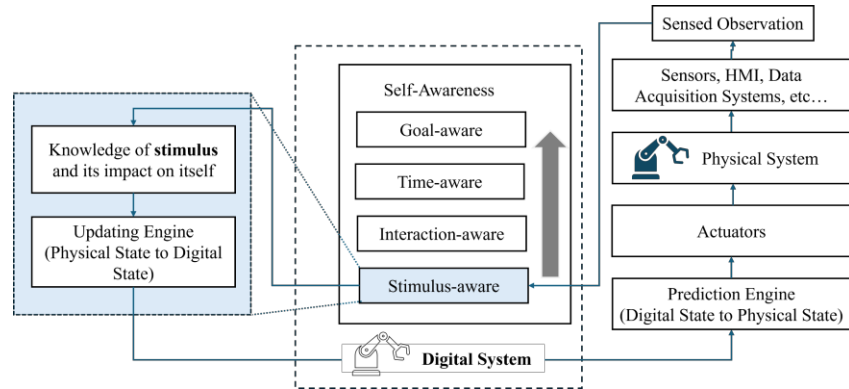 Sensed Observation
Sensors, HMI, Data
Acquisition Systems, etc…
Physical System
Actuators
Prediction Engine
(Digital State to Physical State)
Self-Awareness
Goal-aware
Time-aware
Interaction-aware
Stimulus-aware
Knowledge of stimulus
and its impact on itself
Updating Engine
(Physical State to Digital
State)
Digital System